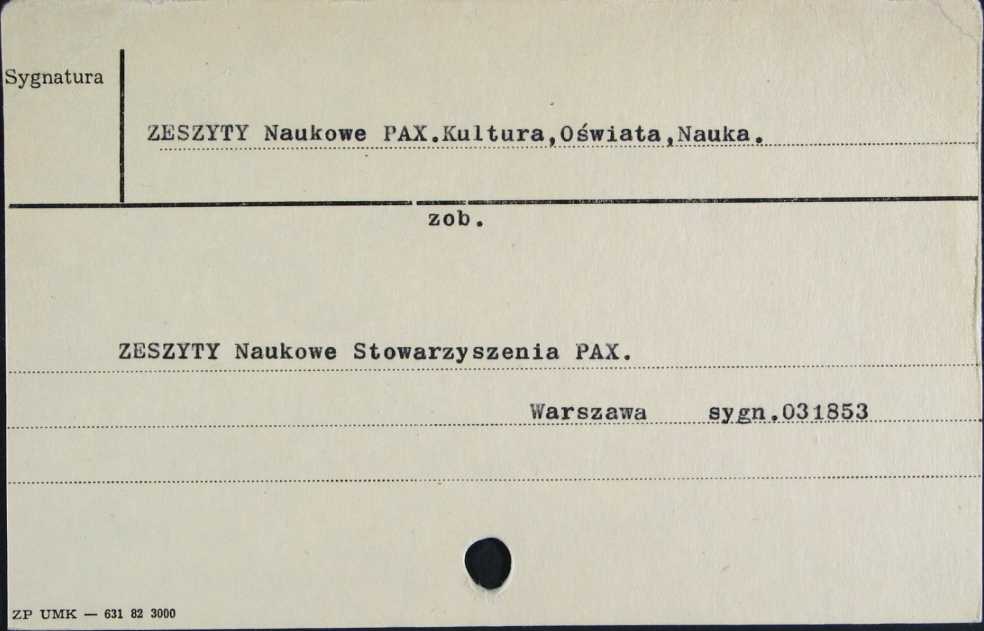 Sygnatura
ZESZYTY Naukowe PAX.Kultura,Oświata,Nauka.
zob.
ZESZYTY Naukowe Stowarzyszenia PAX.
Warszawa sygn.031853
ZP UMK — 631 82 3000